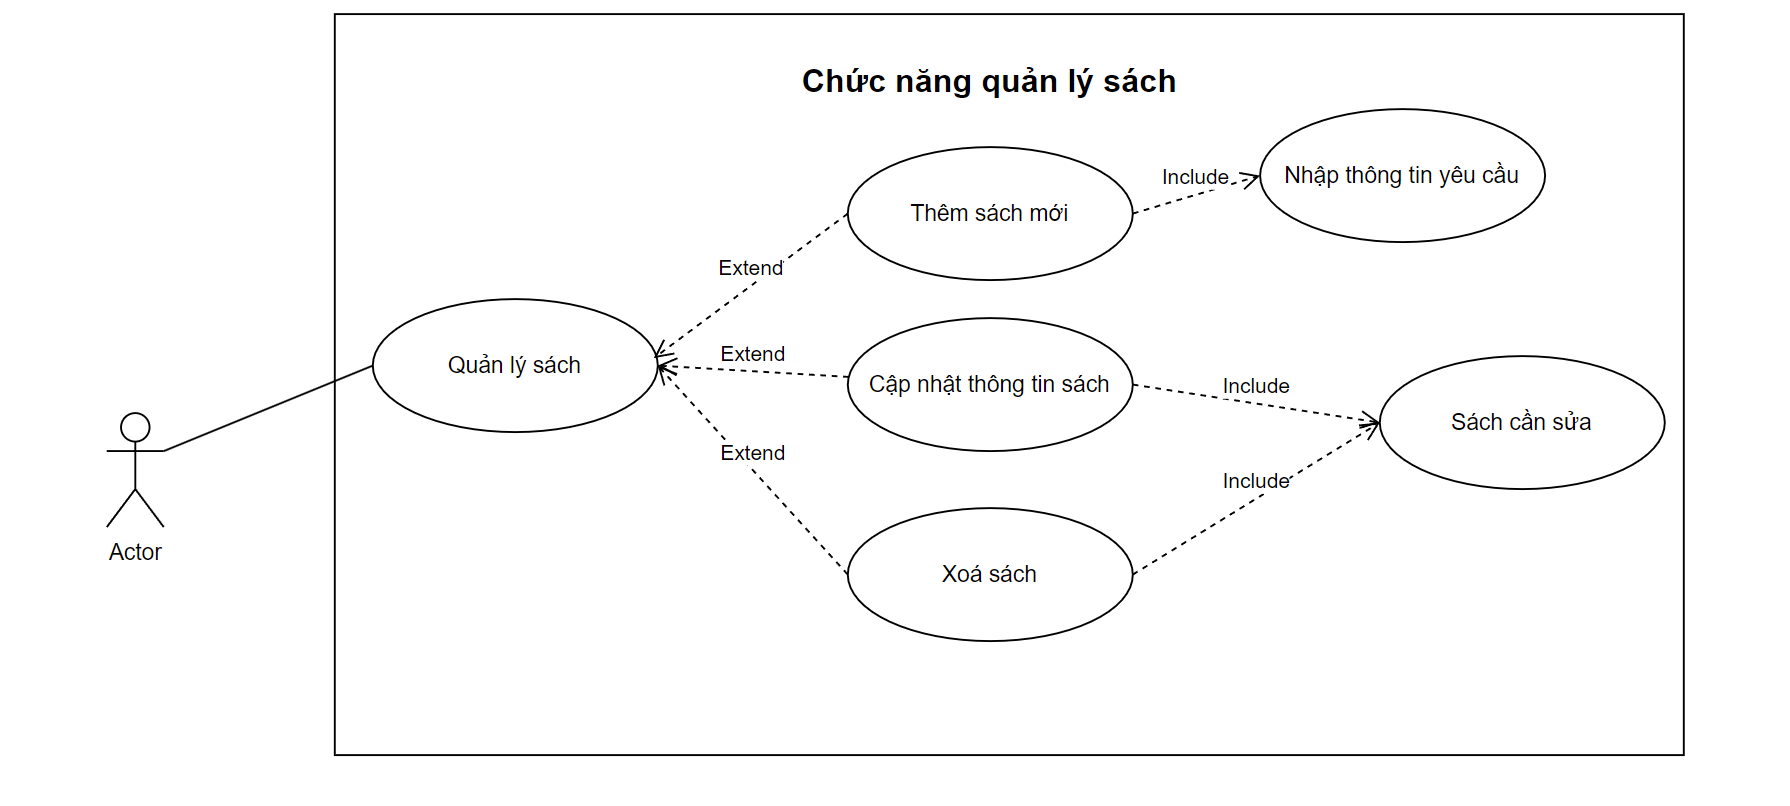 Chức năng quản lý sách
Nhập thông tin yêu cầu
Include
Thêm sách mới
Extend
Extend
Quản lý sách
Cập nhật thông tin sách
Include
Sách cần sửa
Extend
Include
Actor
Xoá sách